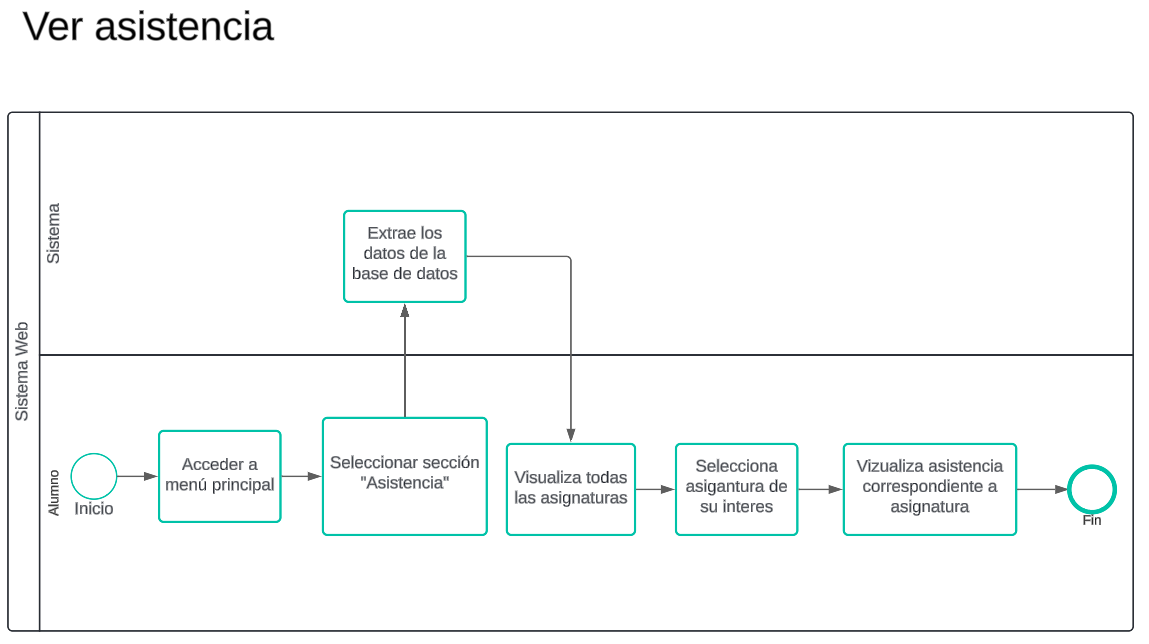 Ver asistencia
Sistema Web
Sistema
Extrae los
datos de la
base de datos
Alumno
Inicio
Acceder a
menú principal
Seleccionar sección
"Asistencia"
Visualiza todas
las asignaturas
Selecciona
asigantura de
su interes
Vizualiza asistencia
correspondiente a
asignatura
Fin